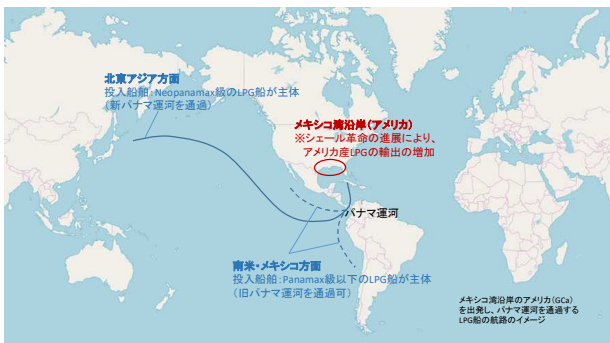 北東アジア方面
投入船舶:Neopanamax級のLPG船が主体
(新パナマ運河を通過)
メキシコ湾沿岸(アメリカ)
※シェール革命の進展により、
アメリカ産LPGの輸出の増加
パナマ運河
南米・メキシコ方面
投入船舶:Panamax級以下のLPG船が主体
(旧パナマ運河を通過可)
メキシコ湾沿岸のアメリカ(GCa)
を出発し、パナマ運河を通過する
LPG船の航路のイメージ